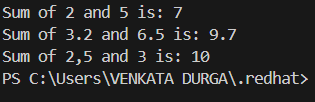 Sum of 2 and 5 is: 7
Sum of 3.2 and 6.5 is: 9.7
Sum of 2,5 and 3 is: 10
PS C:\Users\VENKATA DURGA\.redhat>